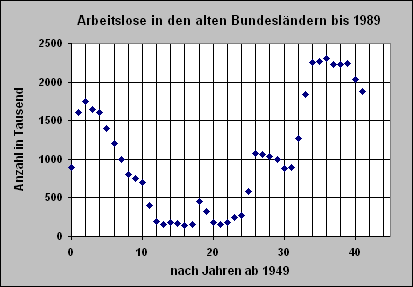 Arbeitslose in den alten Bundesländern bis 1989
Anzahl in Tausend
2500
2000
1500
1000
500
0
0 10 20 30 40
nach Jahren ab 1949